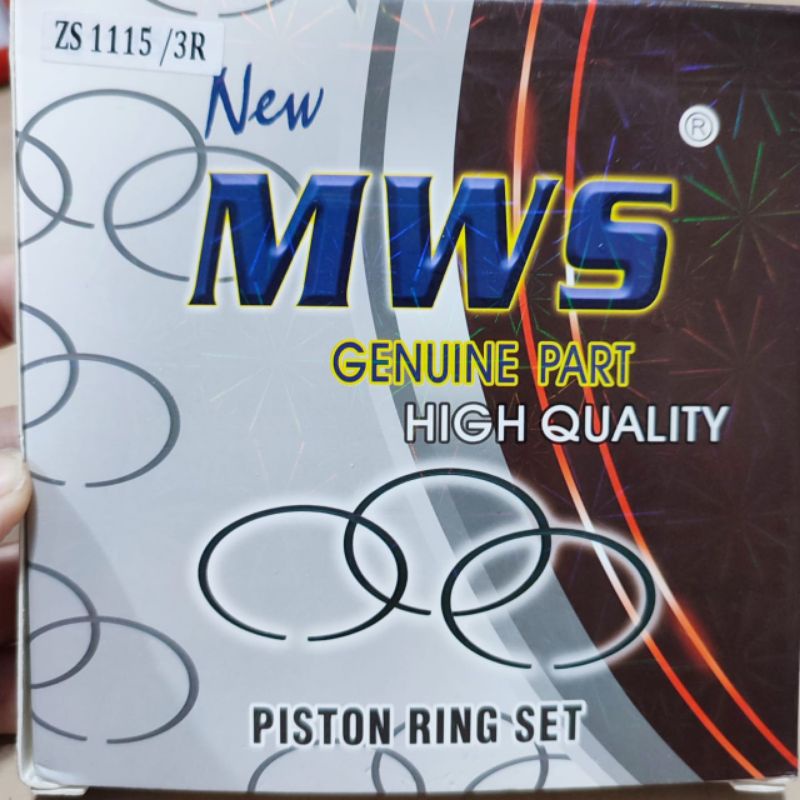 ZS 1115 /3R
New
®
MWS
GENUINE PART
HIGH QUALITY
PISTON RING SET